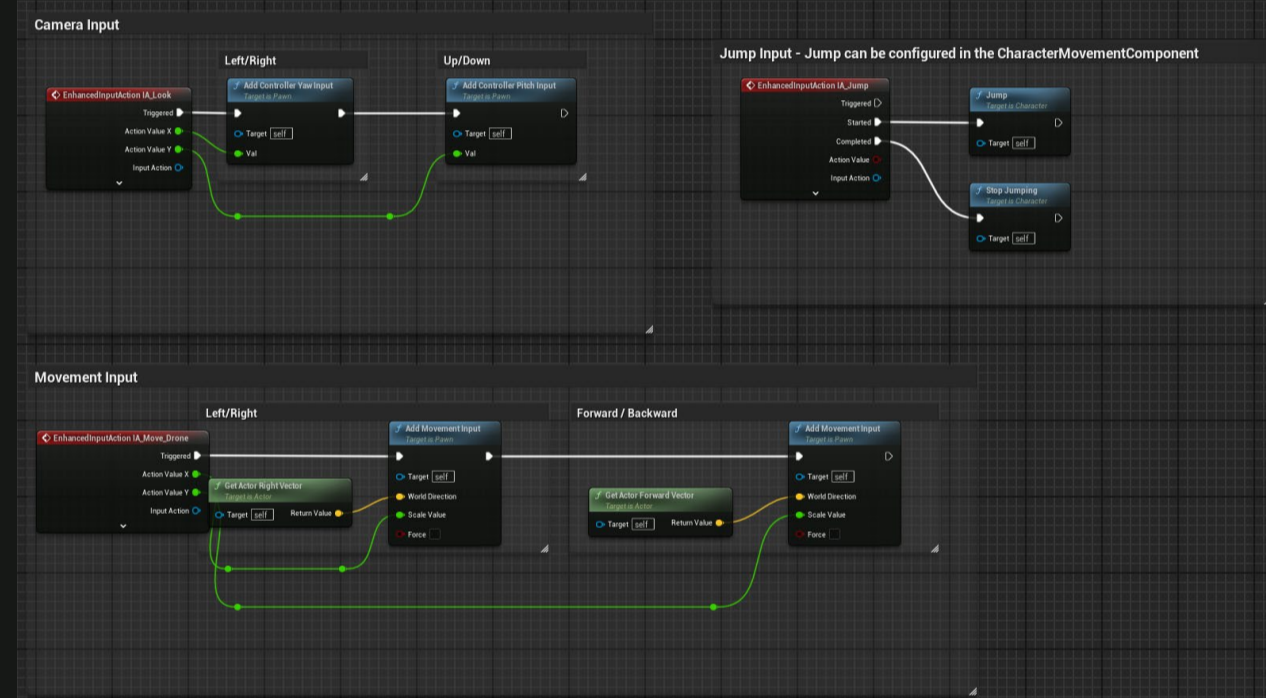 Camera Input
Left/Right
Up/Down
EnhancedInputAction IA_Look
Triggered
Action Value X
Action Value Y
Input Action
Add Controller Yaw Input
Target is Pawn
Target self
Val
Add Controller Pitch Input
Target is Pawn
Target self
Val
Jump Input - Jump can be configured in the CharacterMovementComponent
EnhancedInputAction IA_Jump
Triggered
Started
Completed
Action Value
Input Action
Jump
Target is Character
Target self
Stop Jumping
Target is Character
Target self
Movement Input
Left/Right
Forward / Backward
EnhancedInputAction IA_Move_Drone
Triggered
Action Value X
Action Value Y
Input Action
Get Actor Right Vector
Target is Actor
Target self Return Value
Add Movement Input
Target is Pawn
Target self
World Direction
Scale Value
Force
Get Actor Forward Vector
Target is Actor
Target self Return Value
Add Movement Input
Target is Pawn
Target self
World Direction
Scale Value
Force